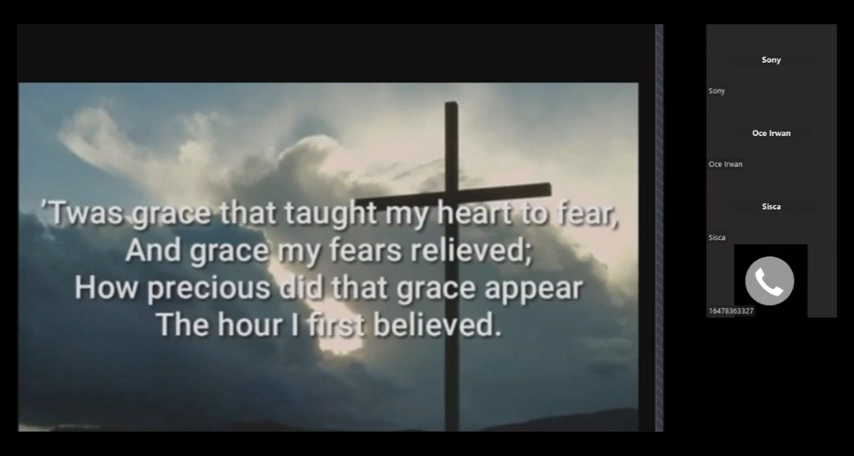 'Twas grace that taught my heart to fear,
And grace my fears relieved;
How precious did that grace appear
The hour I first believed.
Sony
Sony
Oce Irwan
Oce Irwan
Sisca
Sisca
16478363327